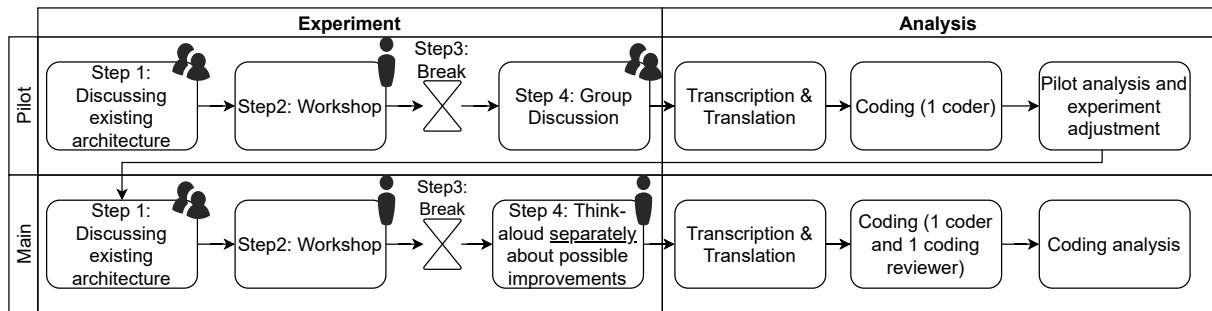 Experiment
Analysis
Pilot
Step 1:
Discussing
existing
architecture
Step2: Workshop
Step3:
Break
Step 4: Group
Discussion
Transcription &
Translation
Coding (1 coder)
Pilot analysis and
experiment
adjustment
Main
Step 1:
Discussing
existing
architecture
Step2: Workshop
Step3:
Break
Step 4: Think-
aloud separately
about possible
improvements
Transcription &
Translation
Coding (1 coder
and 1 coding
reviewer)
Coding analysis